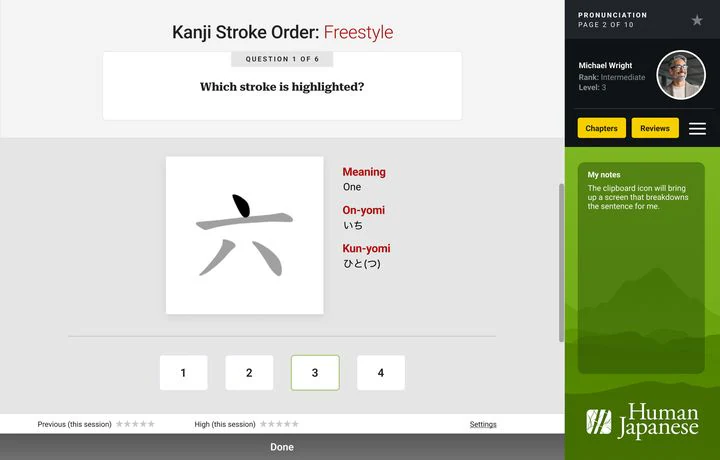 Kanji Stroke Order: Freestyle
QUESTION 1 OF 6
Which stroke is highlighted?
六
Meaning
One
On-yomi
いち
Kun-yomi
ひと(つ)
1 2 3 4
Previous (this session)
High (this session)
Settings
Done
PRONUNCIATION
PAGE 2 OF 10
Michael Wright
Rank: Intermediate
Level: 3
Chapters
Reviews
My notes
The clipboard icon will bring
up a screen that breakdowns
the sentence for me.
Human
Japanese